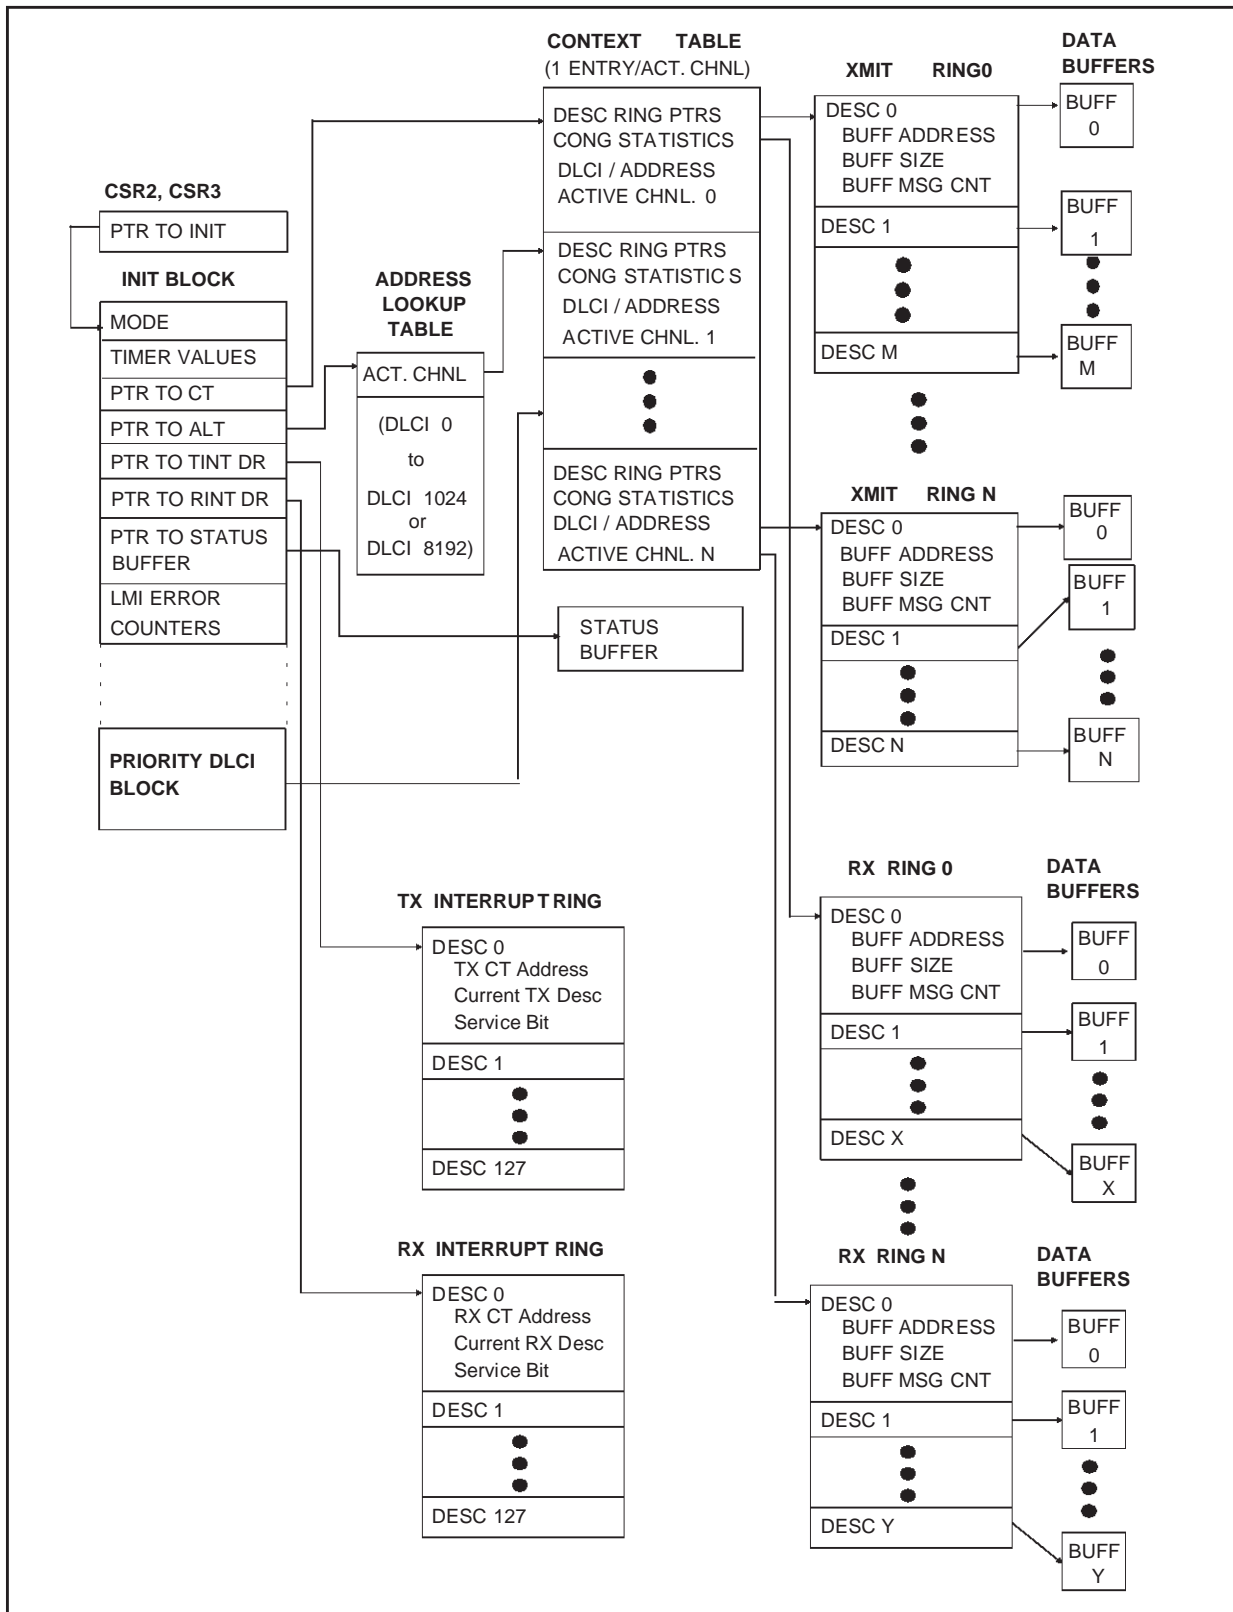 CSR2, CSR3
PTR TO INIT
INIT BLOCK
MODE
TIMER VALUES
PTR TO CT
PTR TO ALT
PTR TO TINT DR
PTR TO RINT DR
PTR TO STATUS
BUFFER
LMI ERROR
COUNTERS
PRIORITY DLCI
BLOCK
ADDRESS
LOOKUP
TABLE
ACT. CHNL
(DLCI 0
to
DLCI 1024
or
DLCI 8192)
CONTEXT TABLE
(1 ENTRY/ACT. CHNL)
DESC RING PTRS
CONG STATISTICS
DLCI / ADDRESS
ACTIVE CHNL. 0
DESC RING PTRS
CONG STATISTICS
DLCI / ADDRESS
ACTIVE CHNL. 1
DESC RING PTRS
CONG STATISTICS
DLCI / ADDRESS
ACTIVE CHNL. N
STATUS
BUFFER
TX INTERRUPT RING
DESC 0
TX CT Address
Current TX Desc
Service Bit
DESC 1
DESC 127
RX INTERRUPT RING
DESC 0
RX CT Address
Current RX Desc
Service Bit
DESC 1
DESC 127
XMIT RING0
DESC 0
BUFF ADDRESS
BUFF SIZE
BUFF MSG CNT
DESC 1
DESC M
DATA
BUFFERS
BUFF
0
BUFF
1
BUFF
M
XMIT RING N
DESC 0
BUFF ADDRESS
BUFF SIZE
BUFF MSG CNT
DESC 1
DESC N
BUFF
0
BUFF
1
BUFF
N
RX RING 0
DESC 0
BUFF ADDRESS
BUFF SIZE
BUFF MSG CNT
DESC 1
DESC X
DATA
BUFFERS
BUFF
0
BUFF
1
BUFF
X
RX RING N
DESC 0
BUFF ADDRESS
BUFF SIZE
BUFF MSG CNT
DESC 1
DESC Y
DATA
BUFFERS
BUFF
0
BUFF
1
BUFF
Y